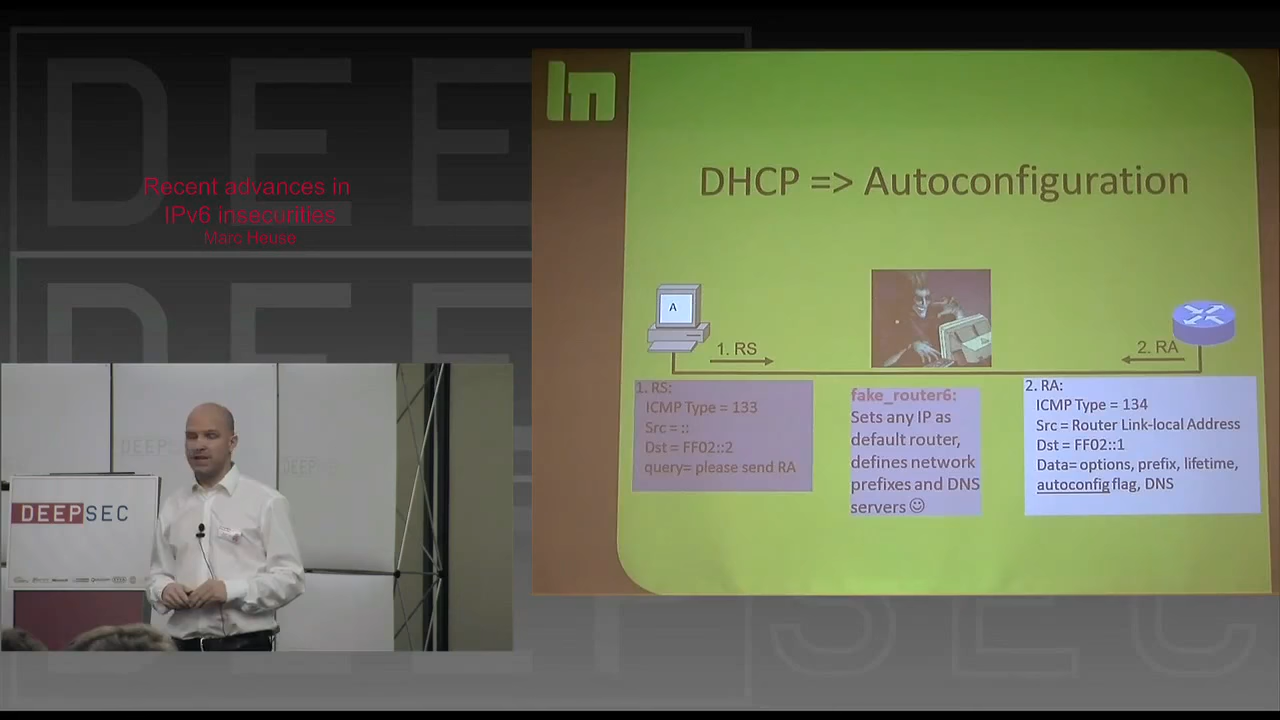 Recent advances in
IPv6 insecurities
Marc Heuse
DEEPSEC
DHCP => Autoconfiguration
A
1. RS
2. RA
1. RS:
ICMP Type = 133
Src = ::
Dst = FF02::2
query= please send RA
fake_router6:
Sets any IP as
default router,
defines network
prefixes and DNS
servers☺
2. RA:
ICMP Type = 134
Src = Router Link-local Address
Dst = FF02::1
Data= options, prefix, lifetime,
autoconfig flag, DNS
DEEP
DEEP
SEC